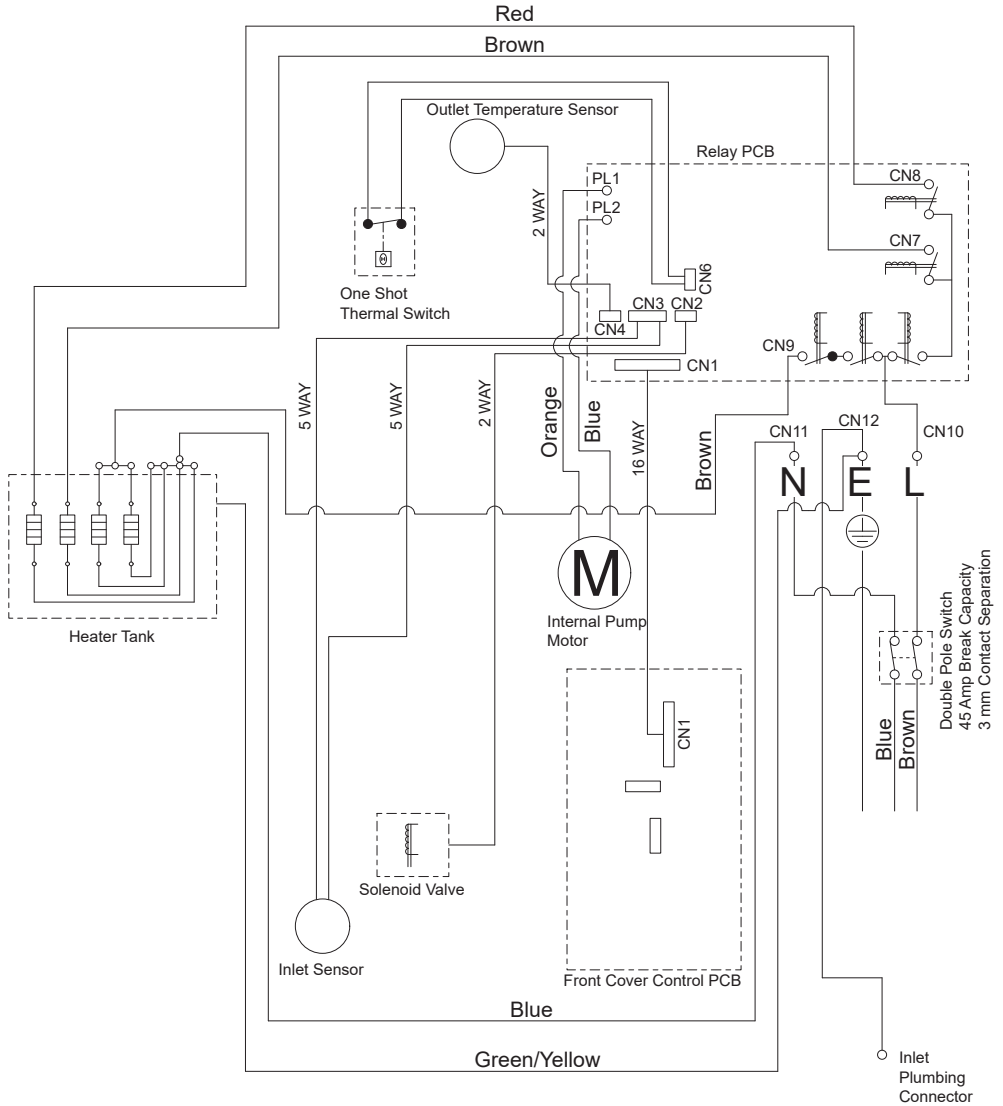 Red
Brown
Outlet Temperature Sensor
Relay PCB
PL1
CN8
PL2
2 WAY
CN7
CN6
θ
One Shot
Thermal Switch
CN3
CN2
CN4
CN9
CN1
5 WAY
5 WAY
2 WAY
Orange
Blue
16 WAY
Brown
CN11
CN12
CN10
N
E
L
M
Heater Tank
Internal Pump
Motor
Double Pole Switch
45 Amp Break Capacity
3 mm Contact Separation
CN1
Blue
Brown
Solenoid Valve
Inlet Sensor
Front Cover Control PCB
Blue
Green/Yellow
Inlet
Plumbing
Connector